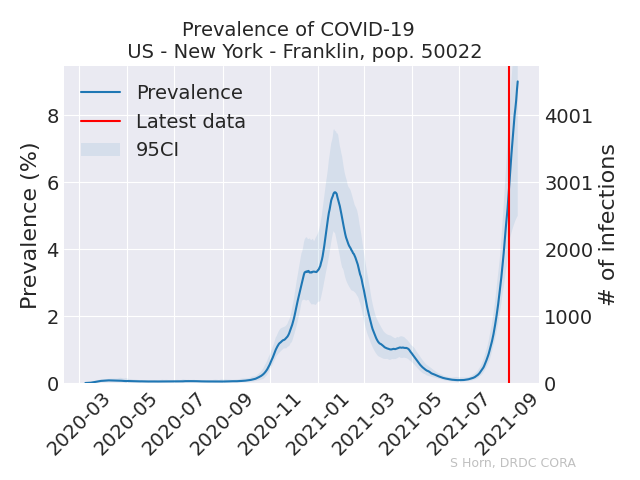 Prevalence of COVID-19
US - New York - Franklin, pop. 50022
Prevalence
Latest data
95CI
Prevalence (%)
8
6
4
2
0
4001
3001
2000
1000
0
# of infections
2020-03
2020-05
2020-07
2020-09
2020-11
2021-01
2021-03
2021-05
2021-07
2021-09
S Horn, DRDC CORA